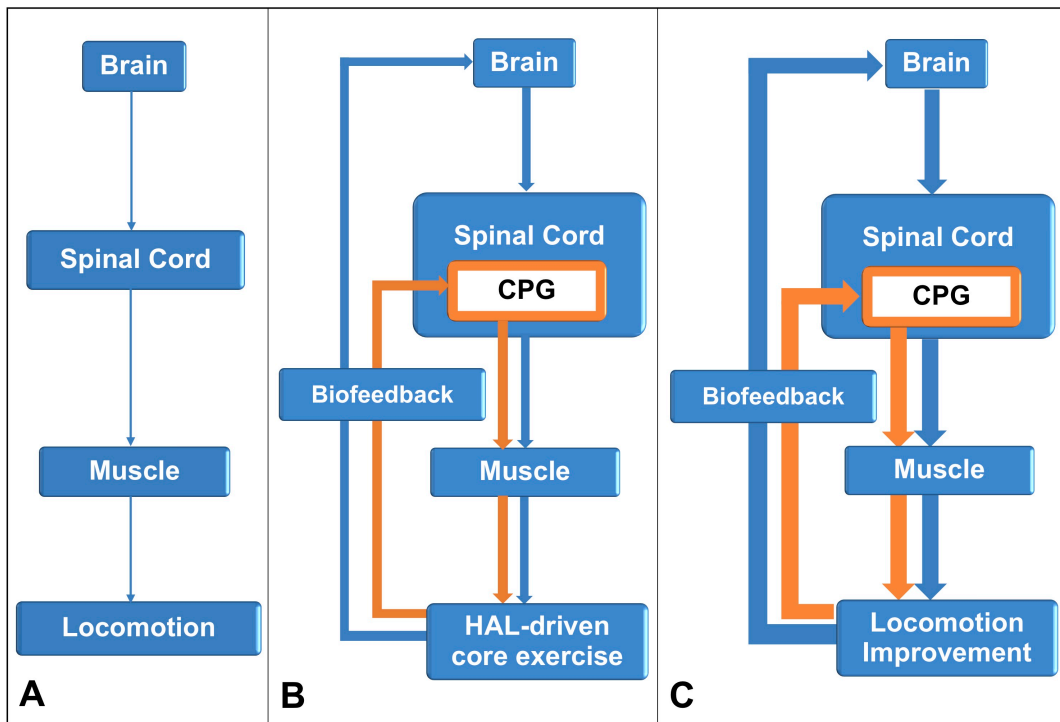 Brain
Spinal Cord
Muscle
Locomotion
A
Brain
Spinal Cord
CPG
Biofeedback
Muscle
HAL-driven
core exercise
B
Brain
Spinal Cord
CPG
Biofeedback
Muscle
Locomotion
Improvement
C